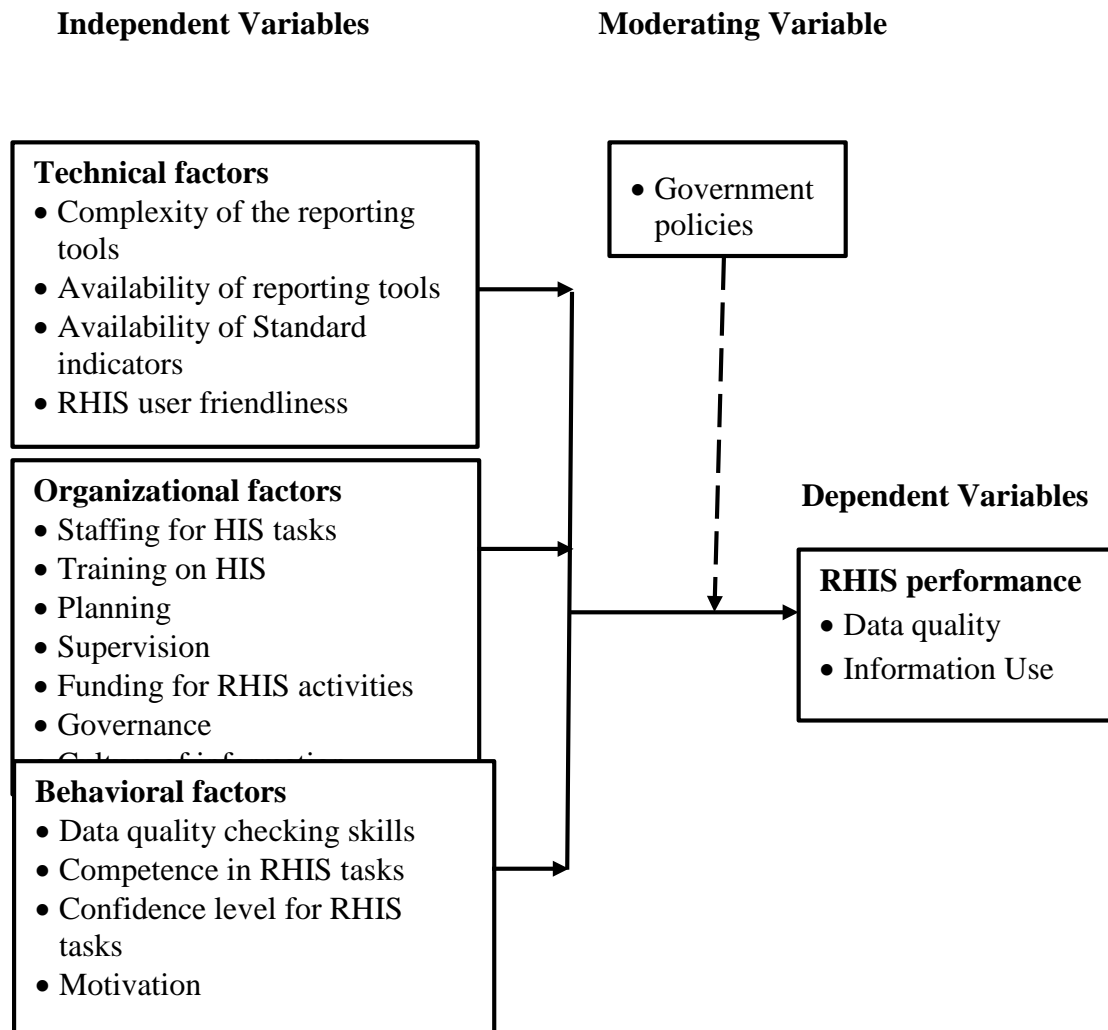 Independent Variables
Moderating Variable
Technical factors
• Complexity of the reporting
tools
• Availability of reporting tools
• Availability of Standard
indicators
• RHIS user friendliness
• Government
policies
Organizational factors
• Staffing for HIS tasks
• Training on HIS
• Planning
• Supervision
• Funding for RHIS activities
• Governance
Dependent Variables
RHIS performance
• Data quality
• Information Use
Behavioral factors
• Data quality checking skills
• Competence in RHIS tasks
• Confidence level for RHIS
tasks
• Motivation